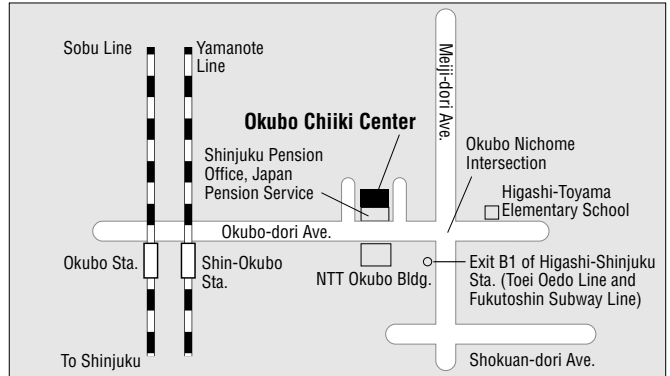 Sobu Line
Yamanote
Line
Meiji-dori Ave.
Okubo Chiiki Center
Shinjuku Pension
Office, Japan
Pension Service
Okubo Nichome
Intersection
Higashi-Toyama
Elementary School
Okubo-dori Ave.
Okubo Sta.
Shin-Okubo
Sta.
NTT Okubo Bldg.
Exit B1 of Higashi-Shinjuku
Sta. (Toei Oedo Line and
Fukutoshin Subway Line)
To Shinjuku
Shokuan-dori Ave.